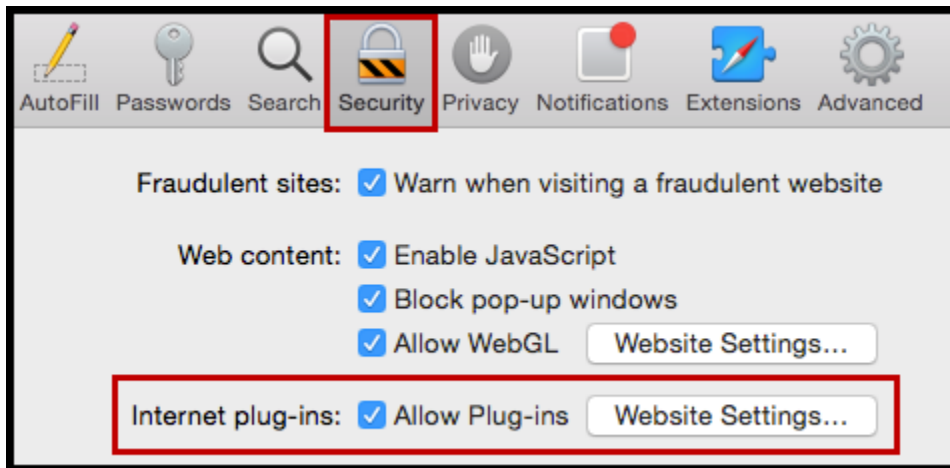 AutoFill Passwords Search Security Privacy Notifications Extensions Advanced
Fraudulent sites: Warn when visiting a fraudulent website
Web content: Enable JavaScript
Block pop-up windows
Allow WebGL Website Settings...
Internet plug-ins: Allow Plug-ins Website Settings...